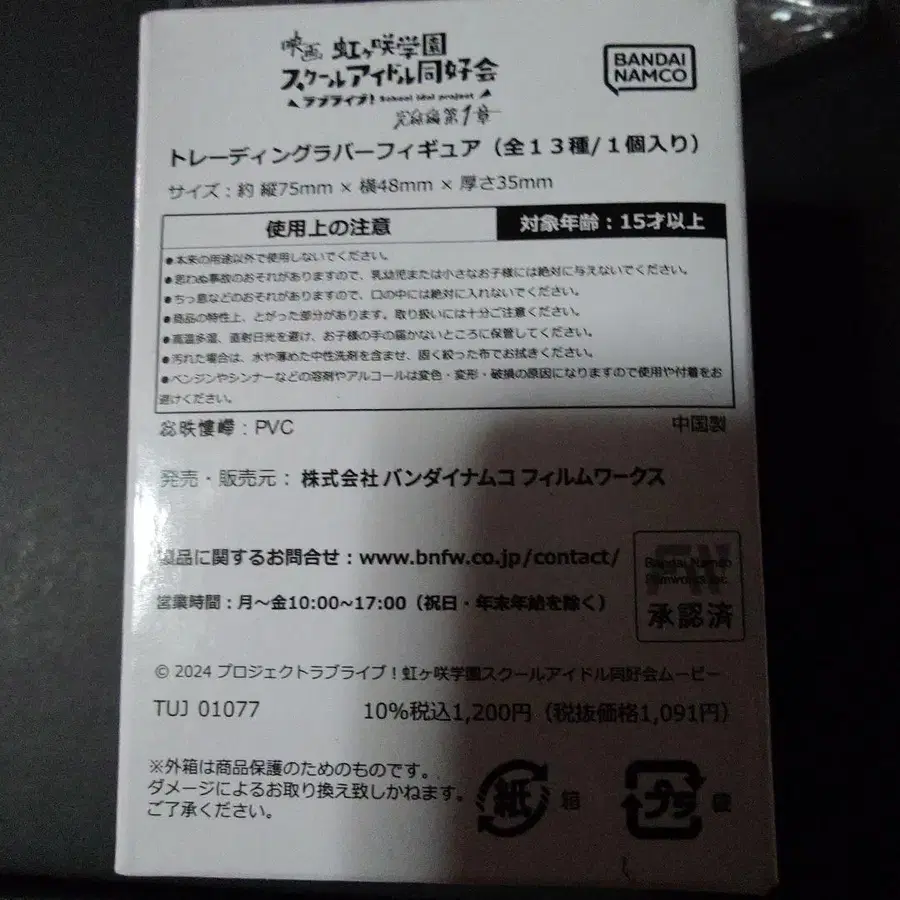 映画 虹ヶ咲学園
スクールアイドル同好会
ラブライブ! School idol project
完結編 第1章
BANDAI
NAMCO
トレーディングラバーフィギュア（全１３種/１個入り）
サイズ：約 縦75mm × 横48mm × 厚さ35mm
使用上の注意
対象年齢：15才以上
●本来の用途以外で使用しないでください。
●思わぬ事故のおそれがありますので、乳幼児または小さなお子様には絶対に与えないでください。
●ちっ息などのおそれがありますので、口の中には絶対に入れないでください。
●商品の特性上、とがった部分があります。取り扱いには十分ご注意ください。
●高温多湿、直射日光を避け、お子様の手の届かないところに保管してください。
●汚れた場合は、水や薄めた中性洗剤を含ませ、固く絞った布でお拭きください。
●ベンジンやシンナーなどの溶剤やアルコールは変色・変形・破損の原因になりますので使用や付着をお
避けください。
：PVC
中国製
発売・販売元：株式会社 バンダイナムコ フィルムワークス
製品に関するお問合せ：www.bnfw.co.jp/contact/
営業時間：月～金10:00~17:00（祝日・年末年始を除く）
FW
Bandai Namco
Filmworks Inc.
承認済
© 2024 プロジェクトラブライブ！虹ヶ咲学園スクールアイドル同好会ムービー
TUJ 01077
10%税込1,200円（税抜価格1,091円）
※外箱は商品保護のためのものです。
ダメージによるお取り換え致しかねます。
ご了承ください。
紙 箱
プラ 袋